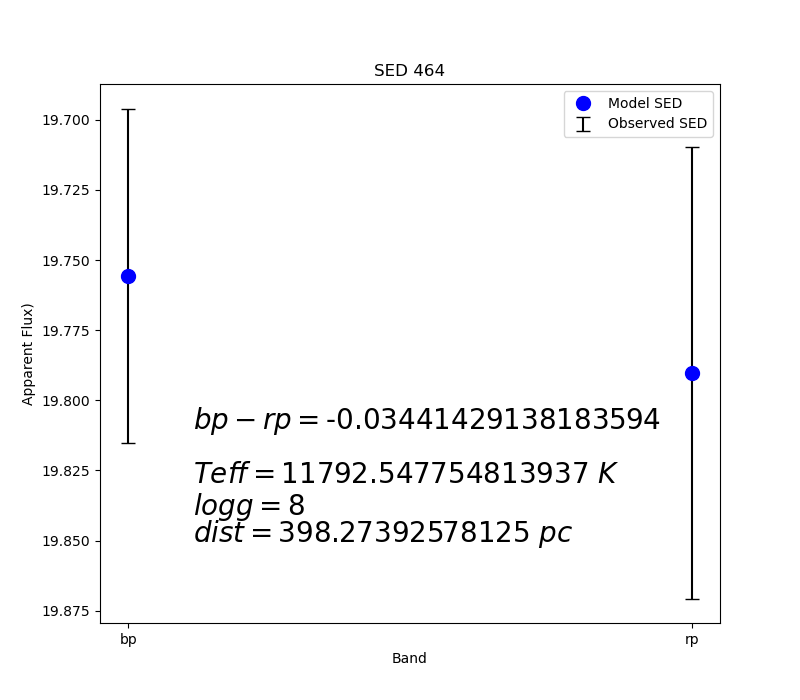 SED 464
Model SED
Observed SED
19.700
19.725
19.750
19.775
19.800
19.825
19.850
19.875
Apparent Flux)
bp − rp = -0.03441429138183594
Teff = 11792.547754813937 K
logg = 8
dist = 398.27392578125 pc
bp
rp
Band